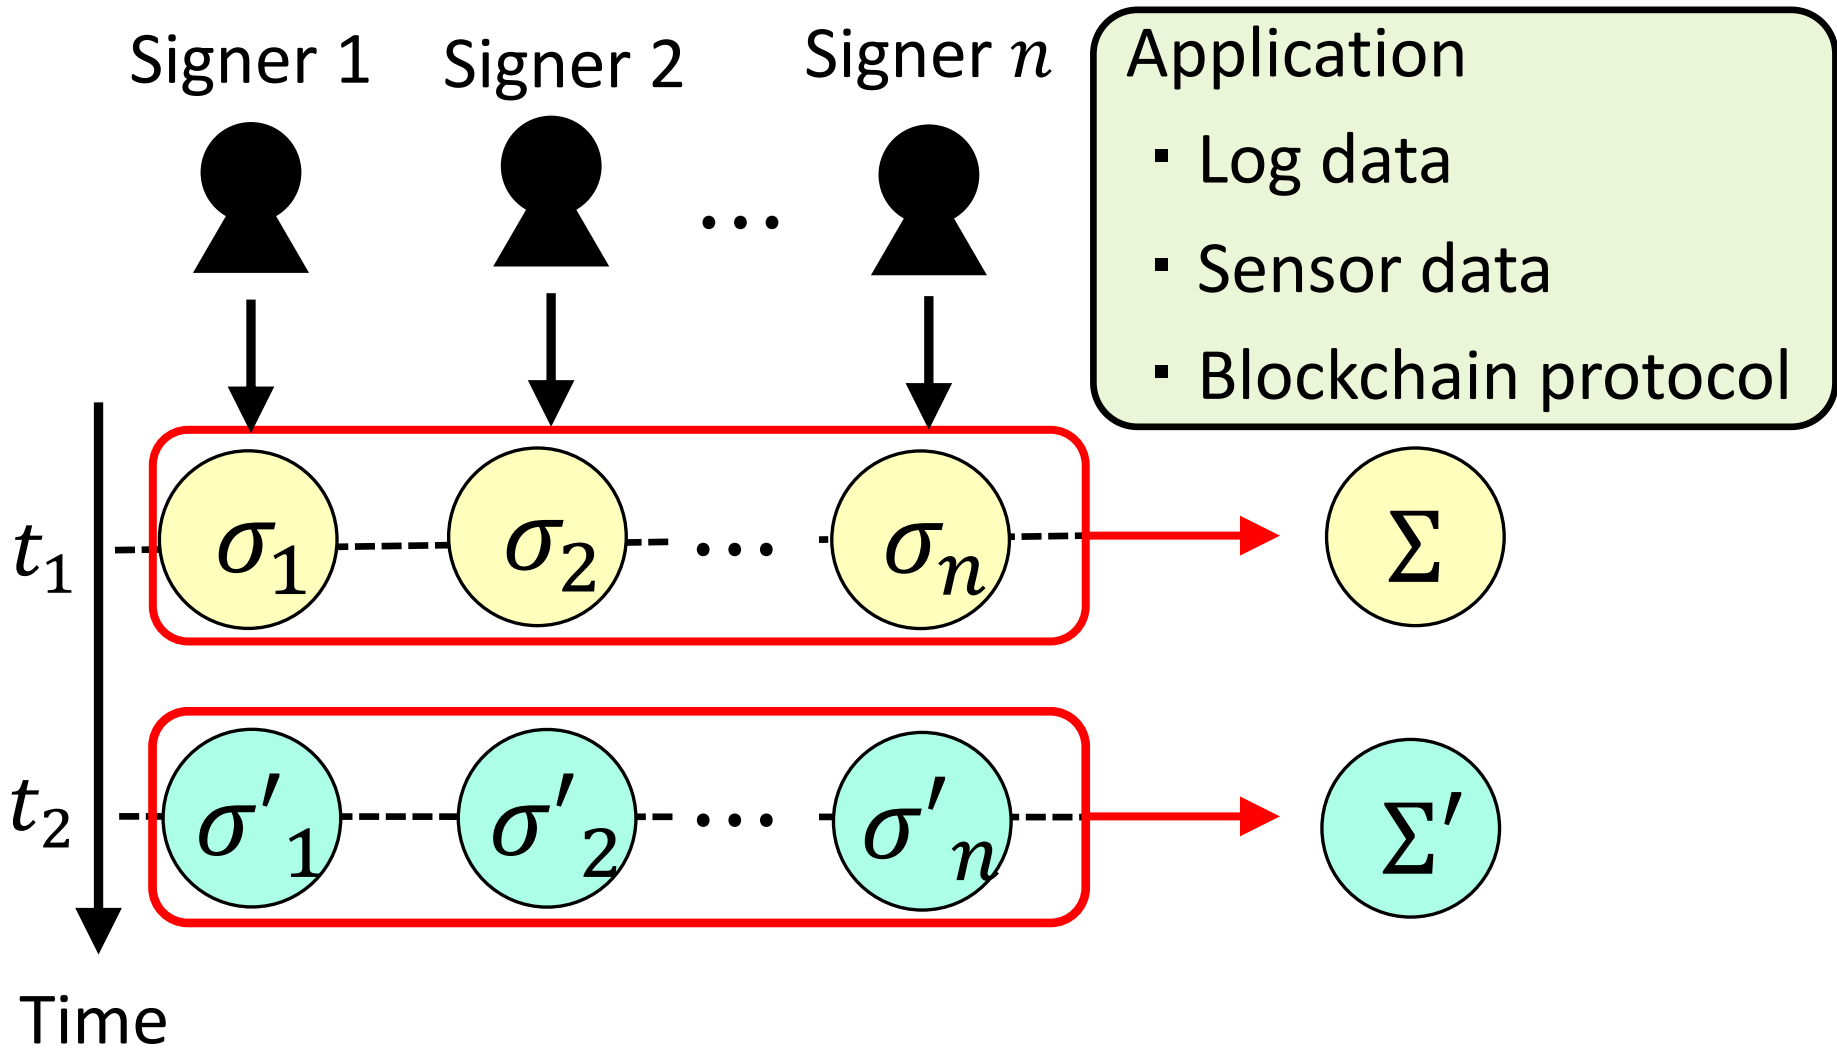 Signer 1
Signer 2
Signer n
Application
▪ Log data
▪ Sensor data
▪ Blockchain protocol
…
t₁
σ₁
σ₂
…
σₙ
Σ
t₂
σ′₁
σ′₂
…
σ′ₙ
Σ′
Time